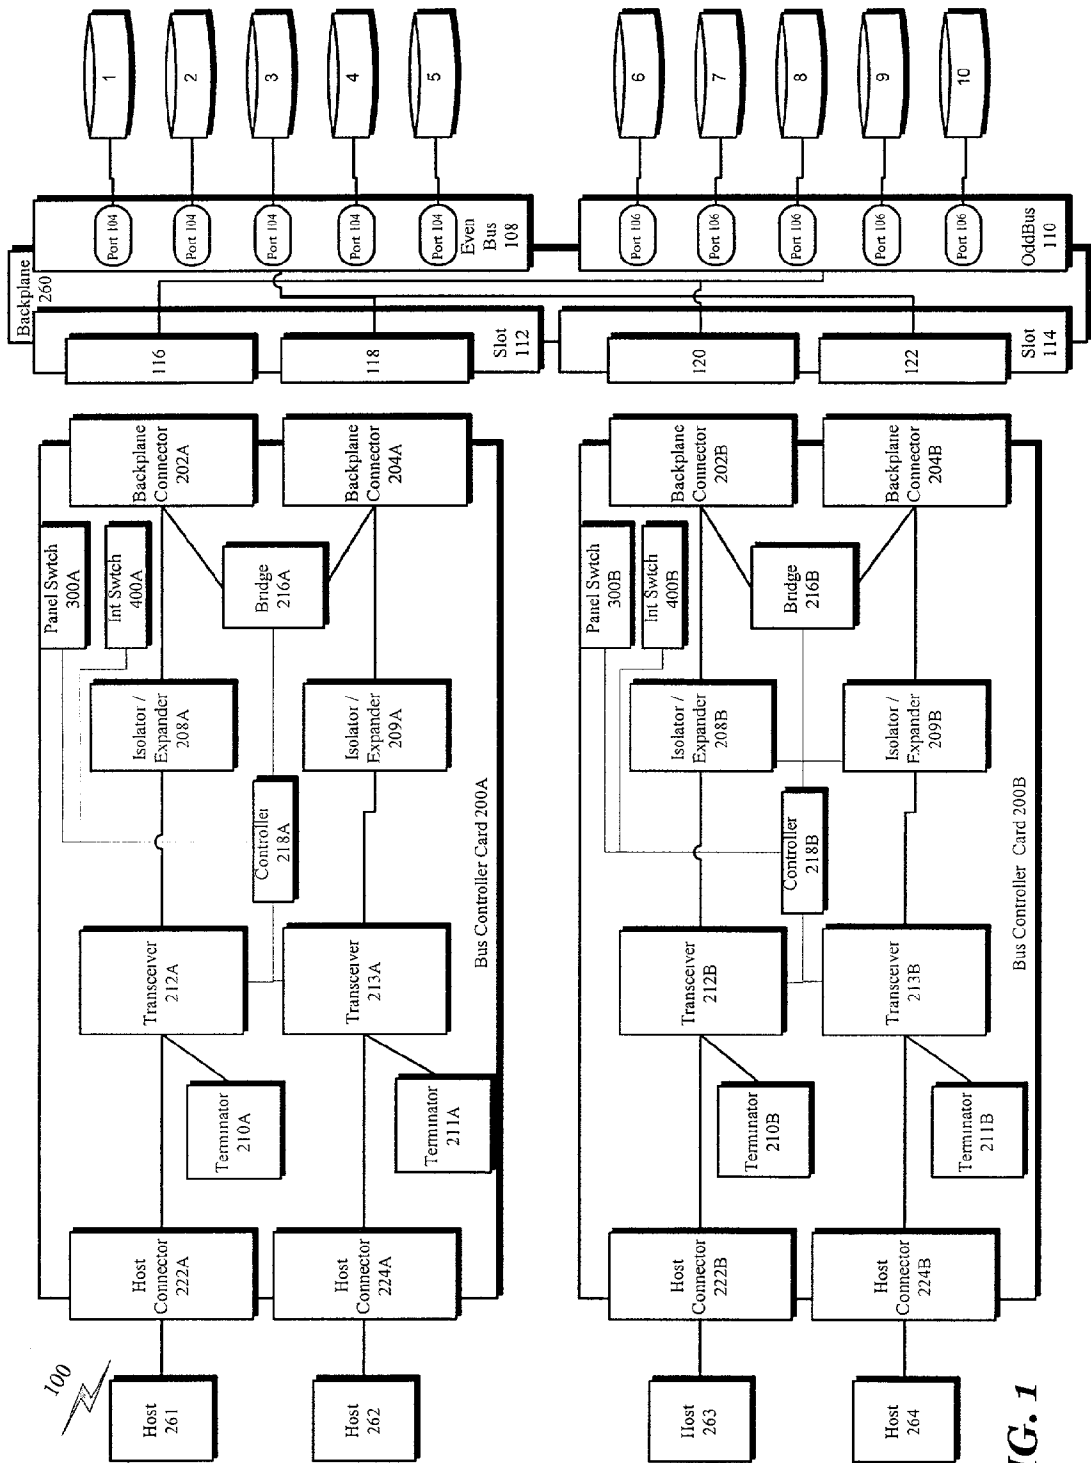 100
Host
261
Host
262
Host
263
Host
264
Host
Connector
222A
Host
Connector
224A
Host
Connector
222B
Host
Connector
224B
Terminator
210A
Terminator
211A
Terminator
210B
Terminator
211B
Transceiver
212A
Transceiver
213A
Transceiver
212B
Transceiver
213B
Controller
218A
Controller
218B
Isolator /
Expander
208A
Isolator /
Expander
209A
Isolator /
Expander
208B
Isolator /
Expander
209B
Panel Swtch
300A
Int Swtch
400A
Panel Swtch
300B
Int Swtch
400B
Bridge
216A
Bridge
216B
Backplane
Connector
202A
Backplane
Connector
204A
Backplane
Connector
202B
Backplane
Connector
204B
Bus Controller Card 200A
Bus Controller Card 200B
116
118
Slot
112
120
122
Slot
114
Backplane
260
Port 104
Port 104
Port 104
Port 104
Port 104
Even
Bus
108
Port 106
Port 106
Port 106
Port 106
Port 106
OddBus
110
1
2
3
4
5
6
7
8
9
10
IG. 1